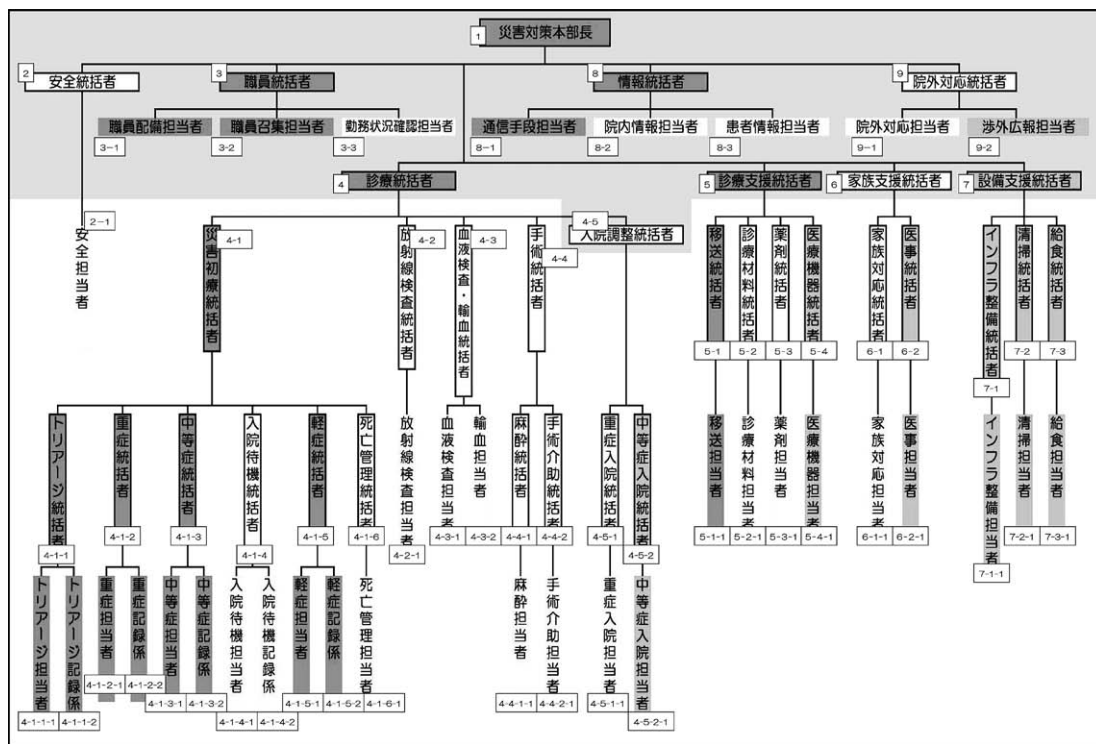 1 災害対策本部長
2 安全統括者
3 職員統括者
8 情報統括者
9 院外対応統括者
職員配備担当者 3-1
職員召集担当者 3-2
勤務状況確認担当者 3-3
通信手段担当者 8-1
院内情報担当者 8-2
患者情報担当者 8-3
院外対応担当者 9-1
渉外広報担当者 9-2
4 診療統括者
5 診療支援統括者
6 家族支援統括者
7 設備支援統括者
2-1 安全担当者
4-1 災害初療統括者
4-2 放射線検査統括者
4-3 血液検査・輸血統括者
4-4 手術統括者
4-5 入院調整統括者
移送統括者 5-1
診療材料統括者 5-2
薬剤統括者 5-3
医療機器統括者 5-4
家族対応統括者 6-1
医事統括者 6-2
インフラ整備統括者 7-1
清掃統括者 7-2
給食統括者 7-3
トリアージ統括者 4-1-1
重症統括者 4-1-2
中等症統括者 4-1-3
入院待機統括者 4-1-4
軽症統括者 4-1-5
死亡管理統括者 4-1-6
放射線検査担当者 4-2-1
血液検査担当者 4-3-1
輸血担当者 4-3-2
麻酔統括者 4-4-1
手術介助統括者 4-4-2
重症入院統括者 4-5-1
中等症入院統括者 4-5-2
移送担当者 5-1-1
診療材料担当者 5-2-1
薬剤担当者 5-3-1
医療機器担当者 5-4-1
家族対応担当者 6-1-1
医事担当者 6-2-1
インフラ整備担当者 7-1-1
清掃担当者 7-2-1
給食担当者 7-3-1
トリアージ担当者 4-1-1-1
トリアージ記録係 4-1-1-2
重症担当者 4-1-2-1
重症記録係 4-1-2-2
中等症担当者 4-1-3-1
中等症記録係 4-1-3-2
入院待機担当者 4-1-4-1
入院待機記録係 4-1-4-2
軽症担当者 4-1-5-1
軽症記録係 4-1-5-2
死亡管理担当者 4-1-6-1
麻酔担当者 4-4-1-1
手術介助担当者 4-4-2-1
重症入院担当者 4-5-1-1
中等症入院担当者 4-5-2-1